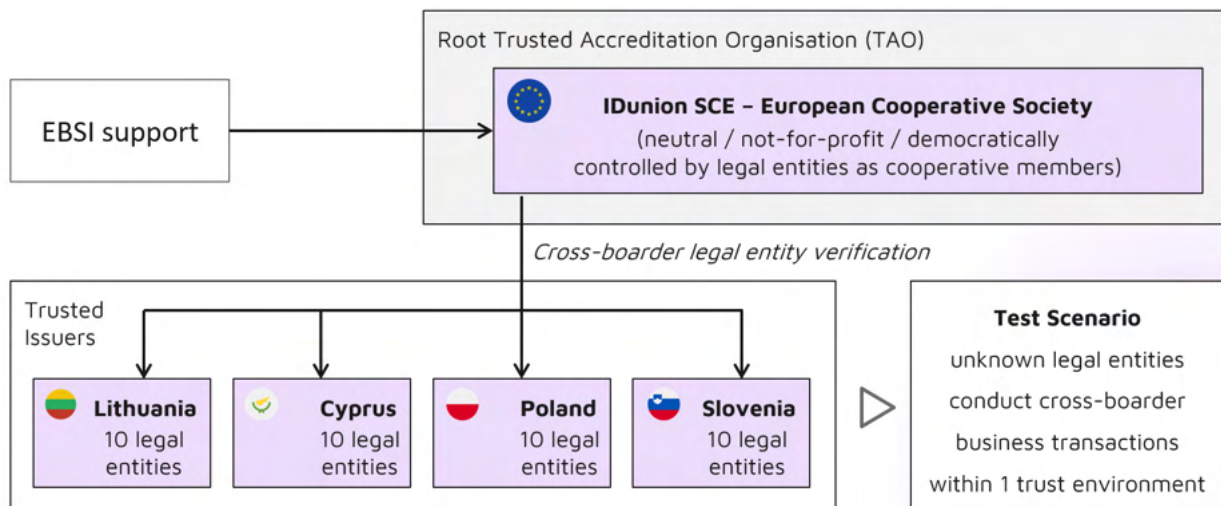 Root Trusted Accreditation Organisation (TAO)
EBSI support
IDunion SCE – European Cooperative Society
(neutral / not-for-profit / democratically
controlled by legal entities as cooperative members)
Cross-boarder legal entity verification
Trusted
Issuers
Lithuania
10 legal
entities
Cyprus
10 legal
entities
Poland
10 legal
entities
Slovenia
10 legal
entities
Test Scenario
unknown legal entities
conduct cross-boarder
business transactions
within 1 trust environment